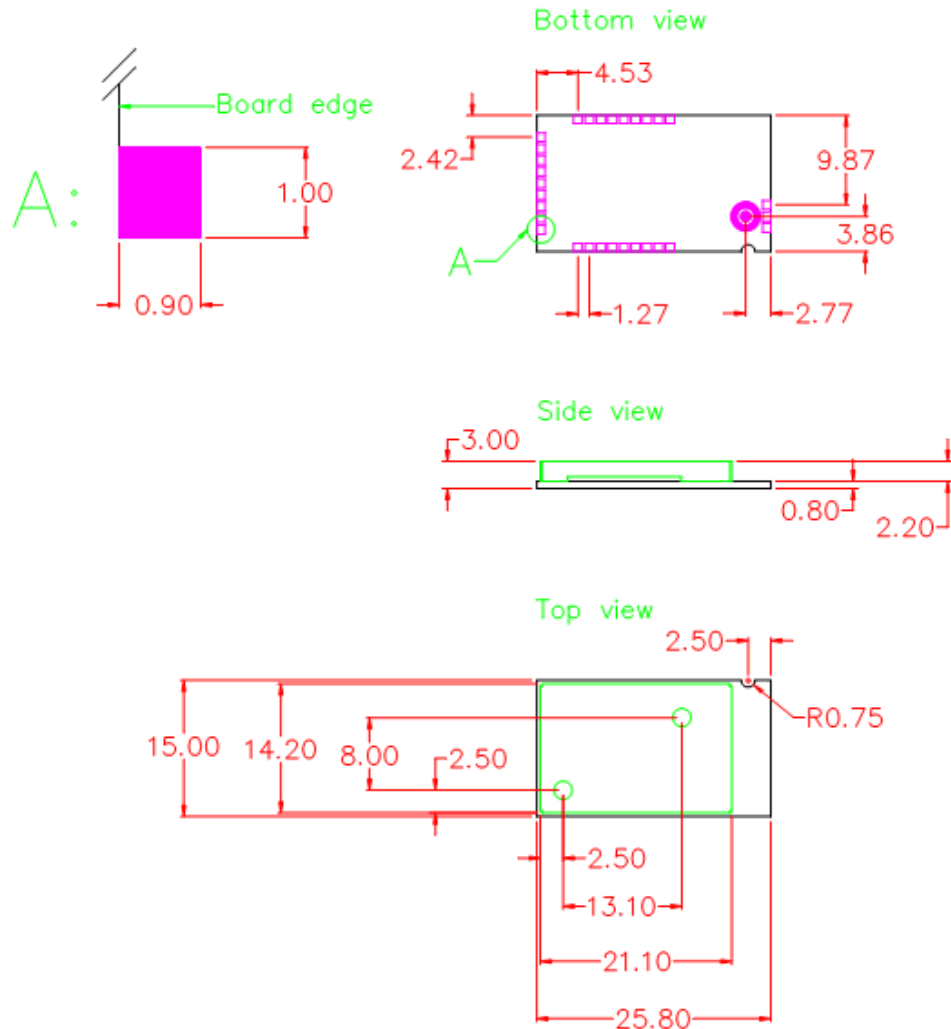 Bottom view
4.53
Board edge
2.42
9.87
A:
1.00
3.86
A
0.90
1.27
2.77
Side view
3.00
0.80
2.20
Top view
2.50
R0.75
15.00
14.20
8.00
2.50
2.50
13.10
21.10
25.80